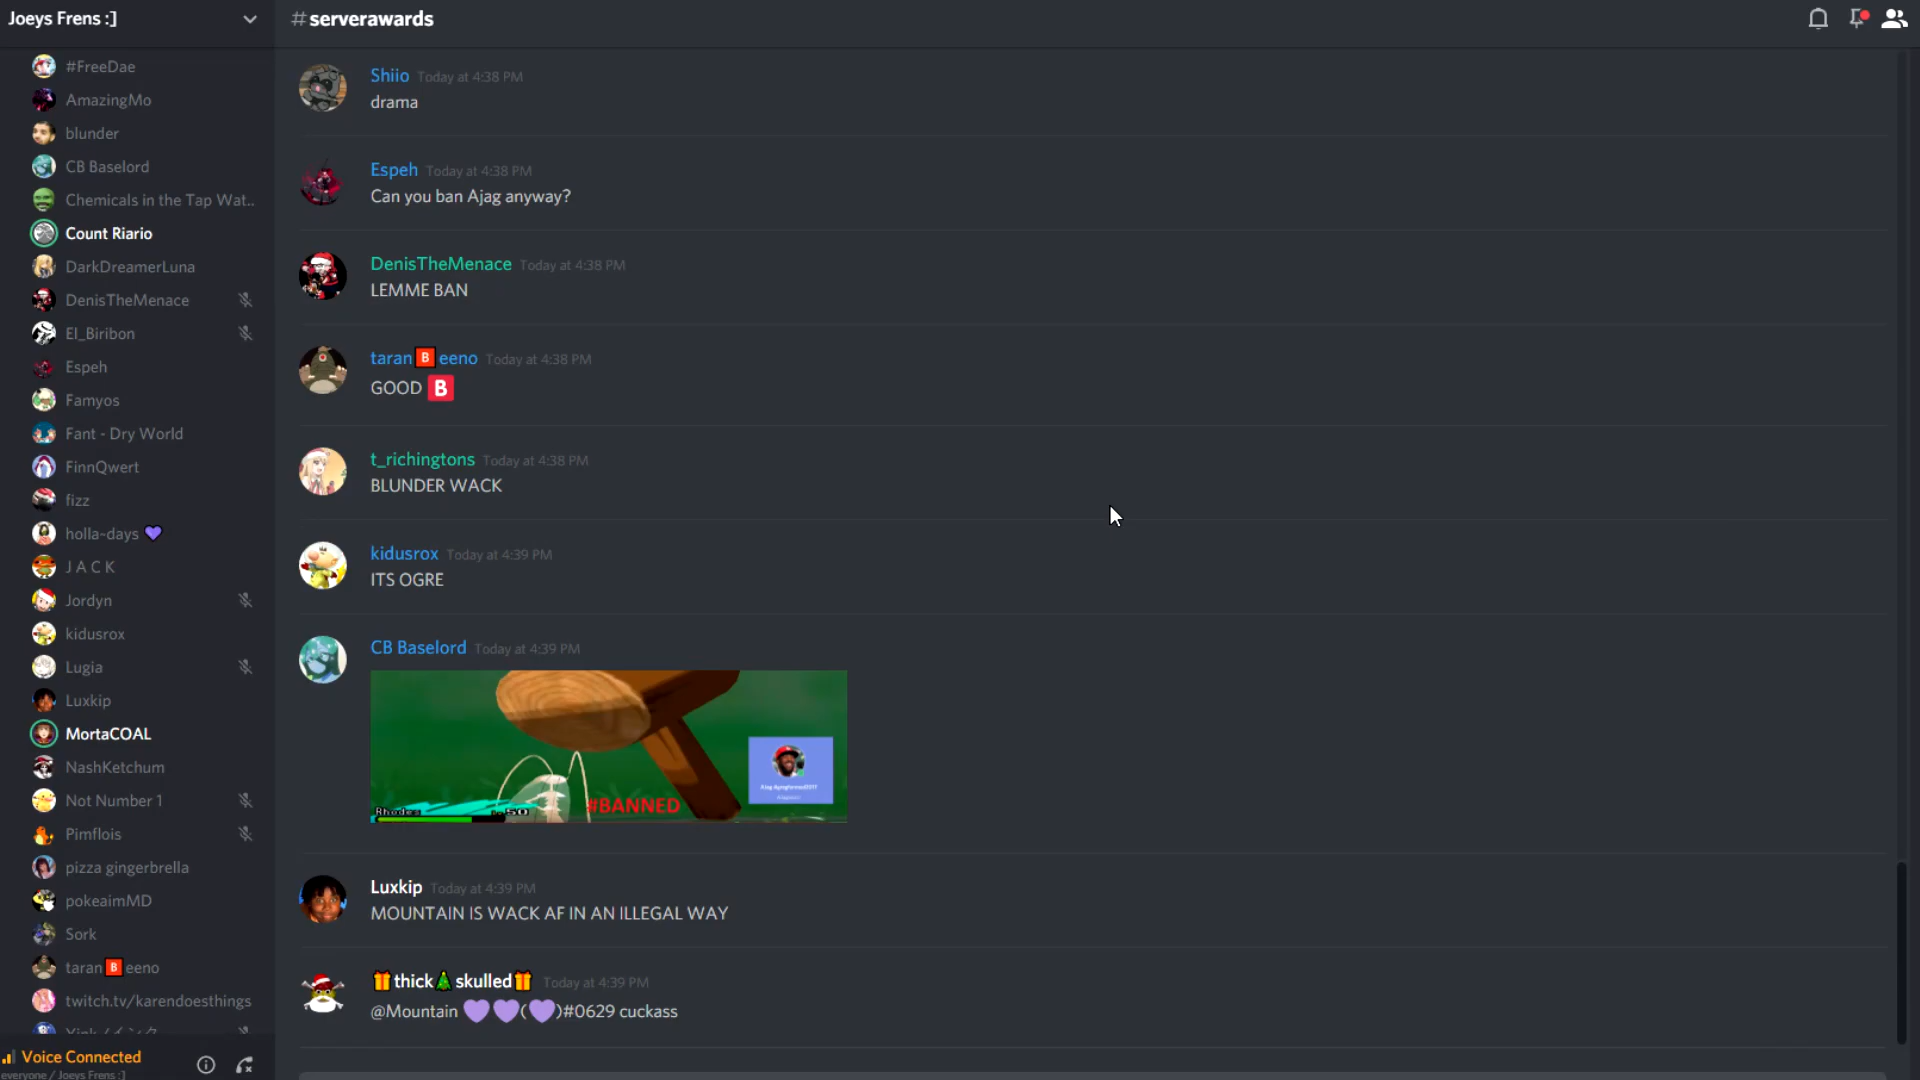 Joeys Frens :]
#FreeDae
AmazingMo
blunder
CB Baselord
Chemicals in the Tap Wat..
Count Riario
DarkDreamerLuna
DenisTheMenace
El_Biribon
Espeh
Famyos
Fant - Dry World
FinnQwert
fizz
holla-days 💜
J A C K
Jordyn
kidusrox
Lugia
Luxkip
MortaCOAL
NashKetchum
Not Number 1
Pimflois
pizza gingerbrella
pokeaimMD
Sork
taran🅱eeno
twitch.tv/karendoesthings
Voice Connected
everyone / Joeys Frens :]
#serverawards
Shiio Today at 4:38 PM
drama
Espeh Today at 4:38 PM
Can you ban Ajag anyway?
DenisTheMenace Today at 4:38 PM
LEMME BAN
taran🅱eeno Today at 4:38 PM
GOOD 🅱
t_richingtons Today at 4:38 PM
BLUNDER WACK
kidusrox Today at 4:39 PM
ITS OGRE
CB Baselord Today at 4:39 PM
Rhodes 50
#BANNED
Luxkip Today at 4:39 PM
MOUNTAIN IS WACK AF IN AN ILLEGAL WAY
🎁thick🎄skulled🎁 Today at 4:39 PM
@Mountain 💜💜(💜)#0629 cuckass